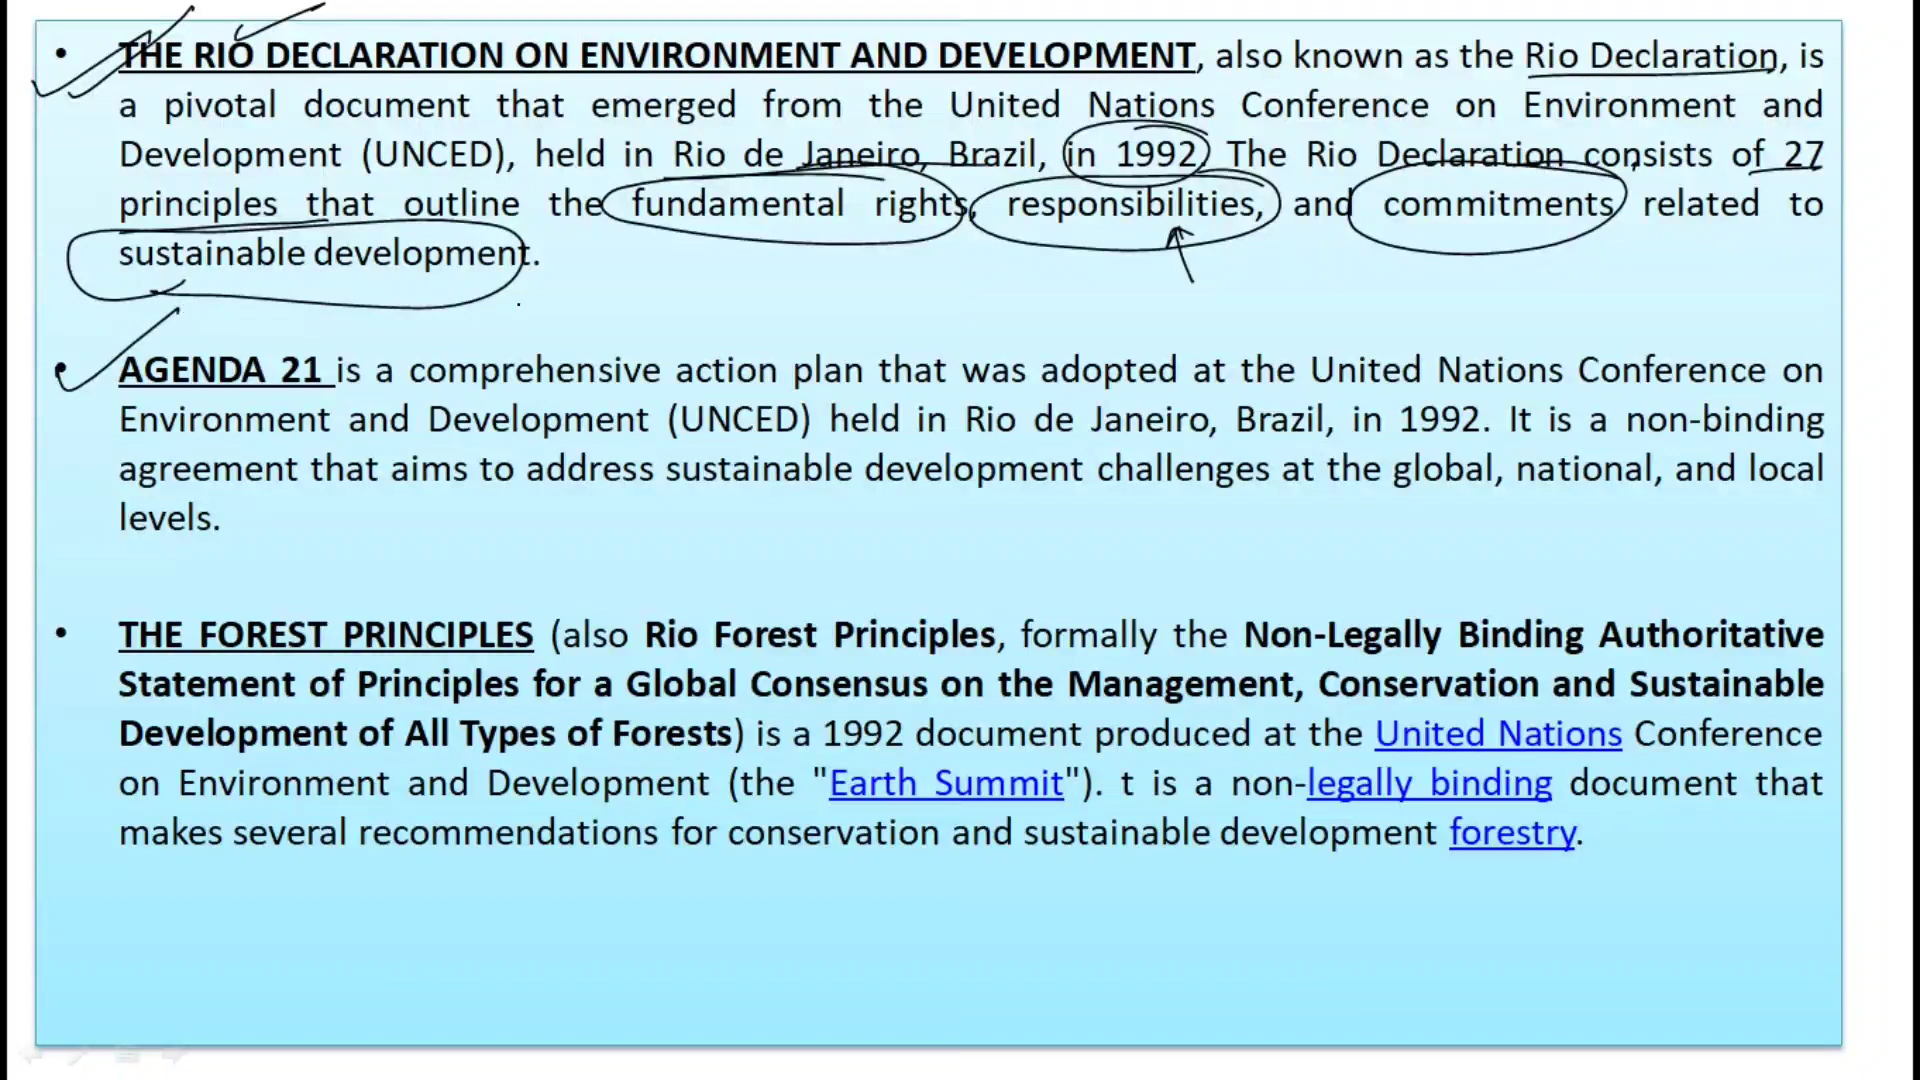 • THE RIO DECLARATION ON ENVIRONMENT AND DEVELOPMENT, also known as the Rio Declaration, is
a pivotal document that emerged from the United Nations Conference on Environment and
Development (UNCED), held in Rio de Janeiro, Brazil, in 1992. The Rio Declaration consists of 27
principles that outline the fundamental rights, responsibilities, and commitments related to
sustainable development.
• AGENDA 21 is a comprehensive action plan that was adopted at the United Nations Conference on
Environment and Development (UNCED) held in Rio de Janeiro, Brazil, in 1992. It is a non-binding
agreement that aims to address sustainable development challenges at the global, national, and local
levels.
• THE FOREST PRINCIPLES (also Rio Forest Principles, formally the Non-Legally Binding Authoritative
Statement of Principles for a Global Consensus on the Management, Conservation and Sustainable
Development of All Types of Forests) is a 1992 document produced at the United Nations Conference
on Environment and Development (the "Earth Summit"). t is a non-legally binding document that
makes several recommendations for conservation and sustainable development forestry.